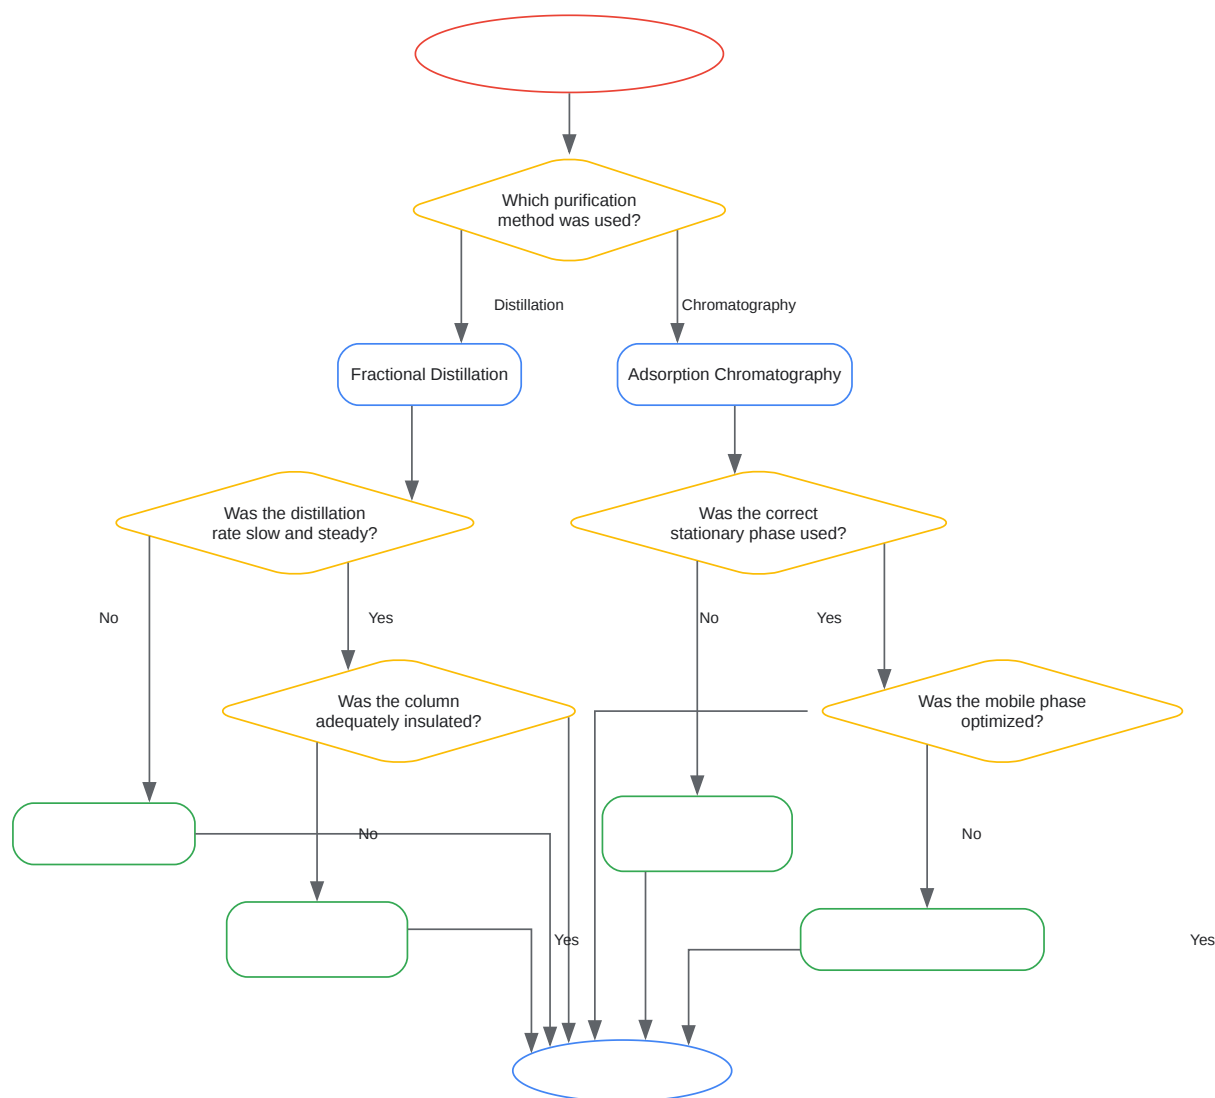 Which purification
method was used?
Distillation
Chromatography
Fractional Distillation
Adsorption Chromatography
Was the distillation
rate slow and steady?
Was the correct
stationary phase used?
No
Yes
No
Yes
Was the column
adequately insulated?
Was the mobile phase
optimized?
No
No
Yes
Yes